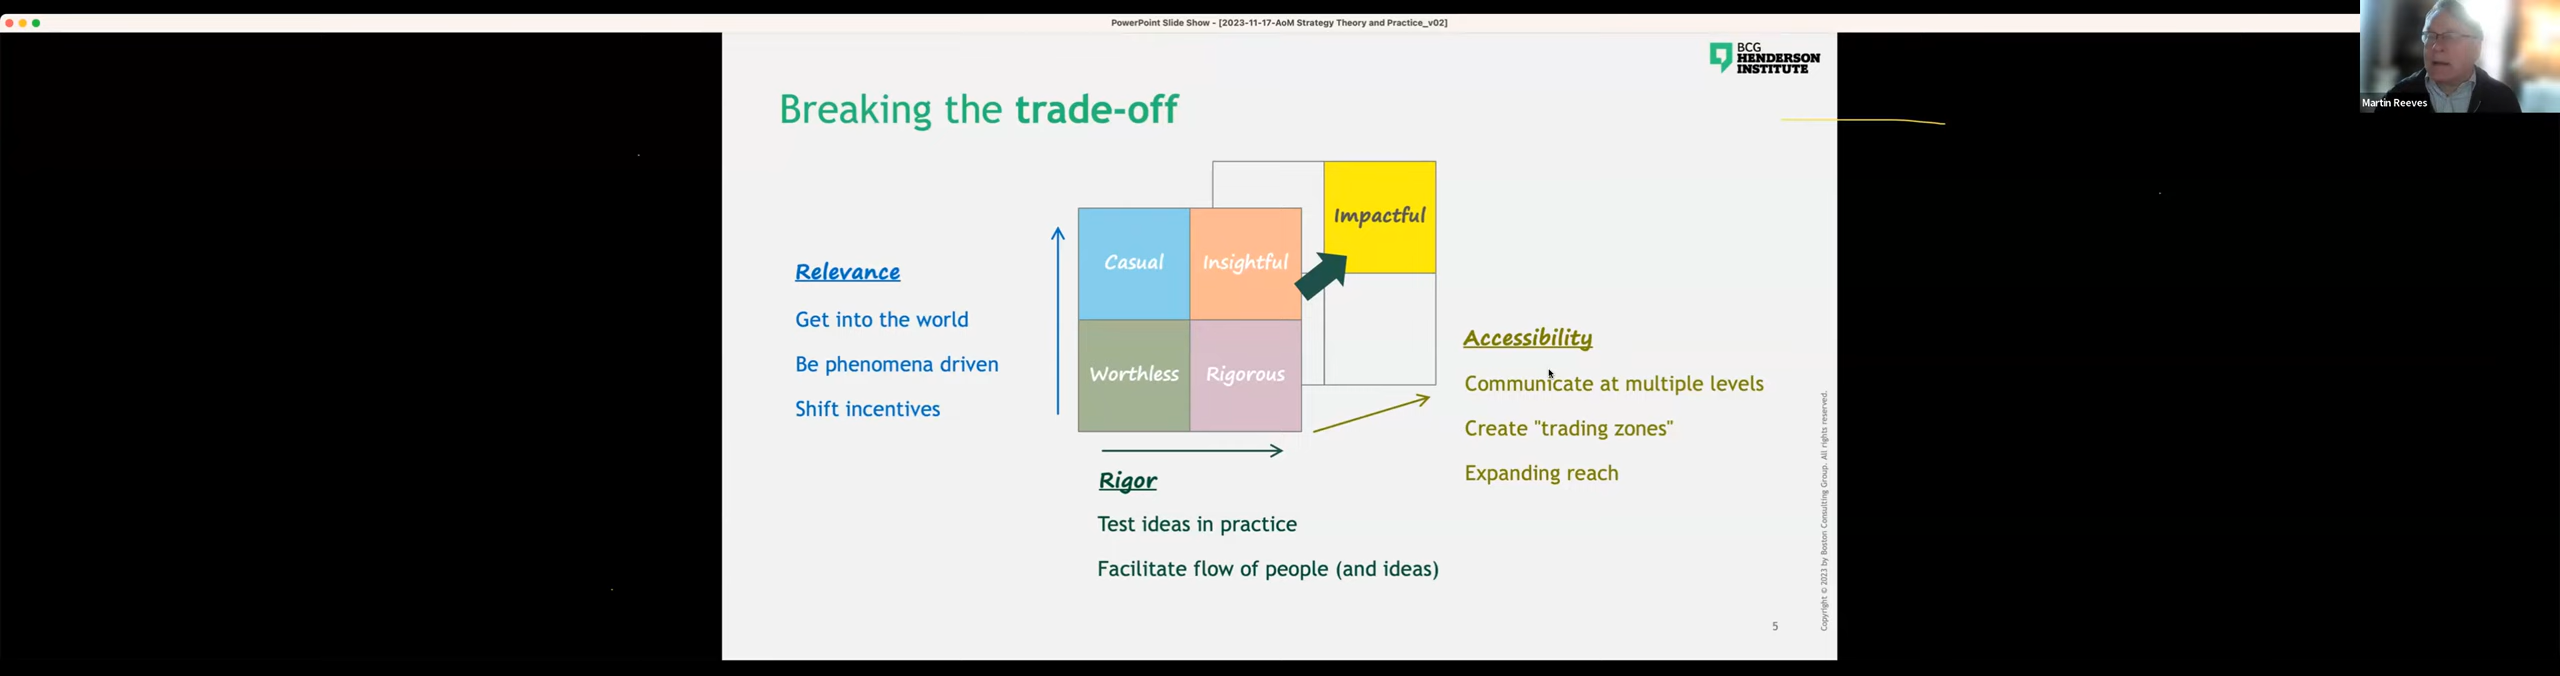 PowerPoint Slide Show - [2023-11-17-AoM Strategy Theory and Practice_v02]
Martin Reeves
BCG
HENDERSON
INSTITUTE
Breaking the trade-off
Impactful
Casual
Insightful
Worthless
Rigorous
Relevance
Get into the world
Be phenomena driven
Shift incentives
Accessibility
Communicate at multiple levels
Create "trading zones"
Expanding reach
Rigor
Test ideas in practice
Facilitate flow of people (and ideas)
5
Copyright © 2023 by Boston Consulting Group. All rights reserved.